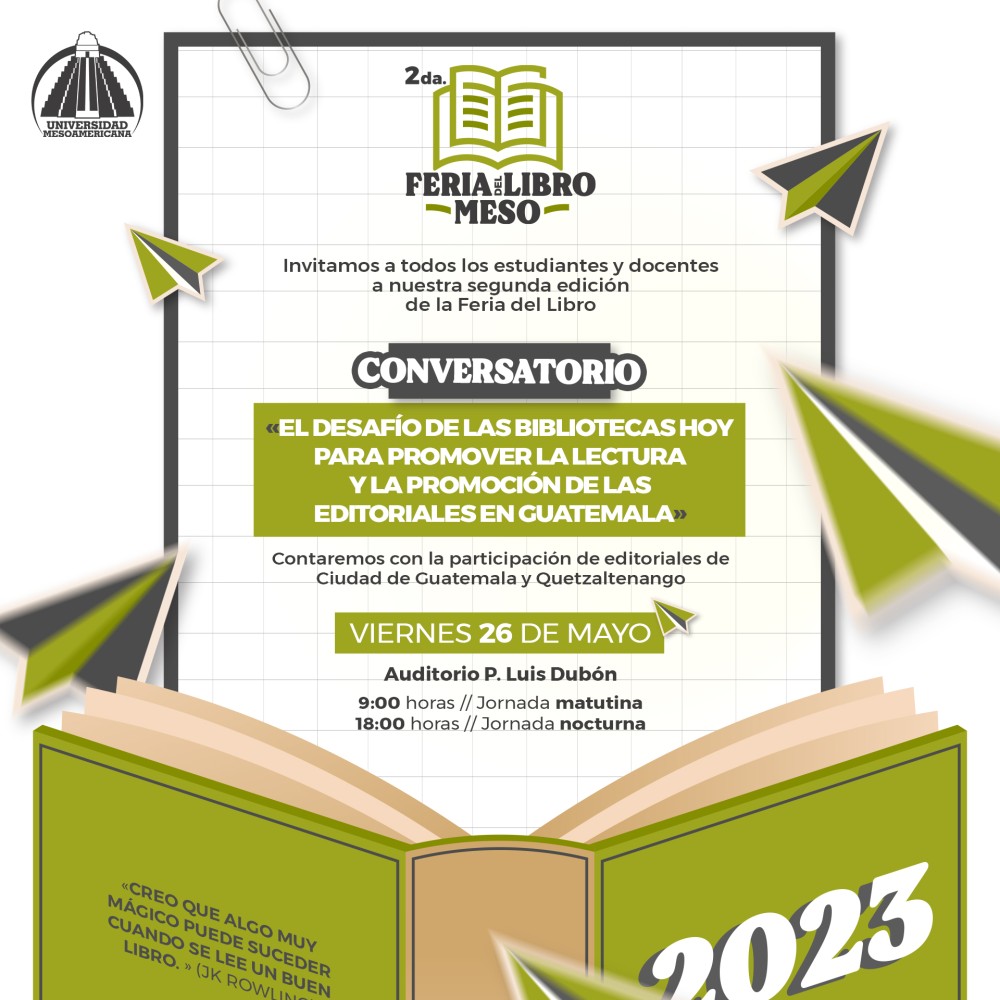 UNIVERSIDAD
MESOAMERICANA
2da.
FERIA DEL LIBRO
MESO
Invitamos a todos los estudiantes y docentes
a nuestra segunda edición
de la Feria del Libro
CONVERSATORIO
«EL DESAFÍO DE LAS BIBLIOTECAS HOY
PARA PROMOVER LA LECTURA
Y LA PROMOCIÓN DE LAS
EDITORIALES EN GUATEMALA»
Contaremos con la participación de editoriales de
Ciudad de Guatemala y Quetzaltenango
VIERNES 26 DE MAYO
Auditorio P. Luis Dubón
9:00 horas // Jornada matutina
18:00 horas // Jornada nocturna
«CREO QUE ALGO MUY
MÁGICO PUEDE SUCEDER
CUANDO SE LEE UN BUEN
LIBRO. » (JK
2023